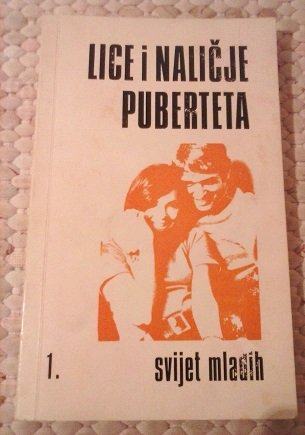 LICE i NALIČJE
PUBERTETA
1.
svijet mladih